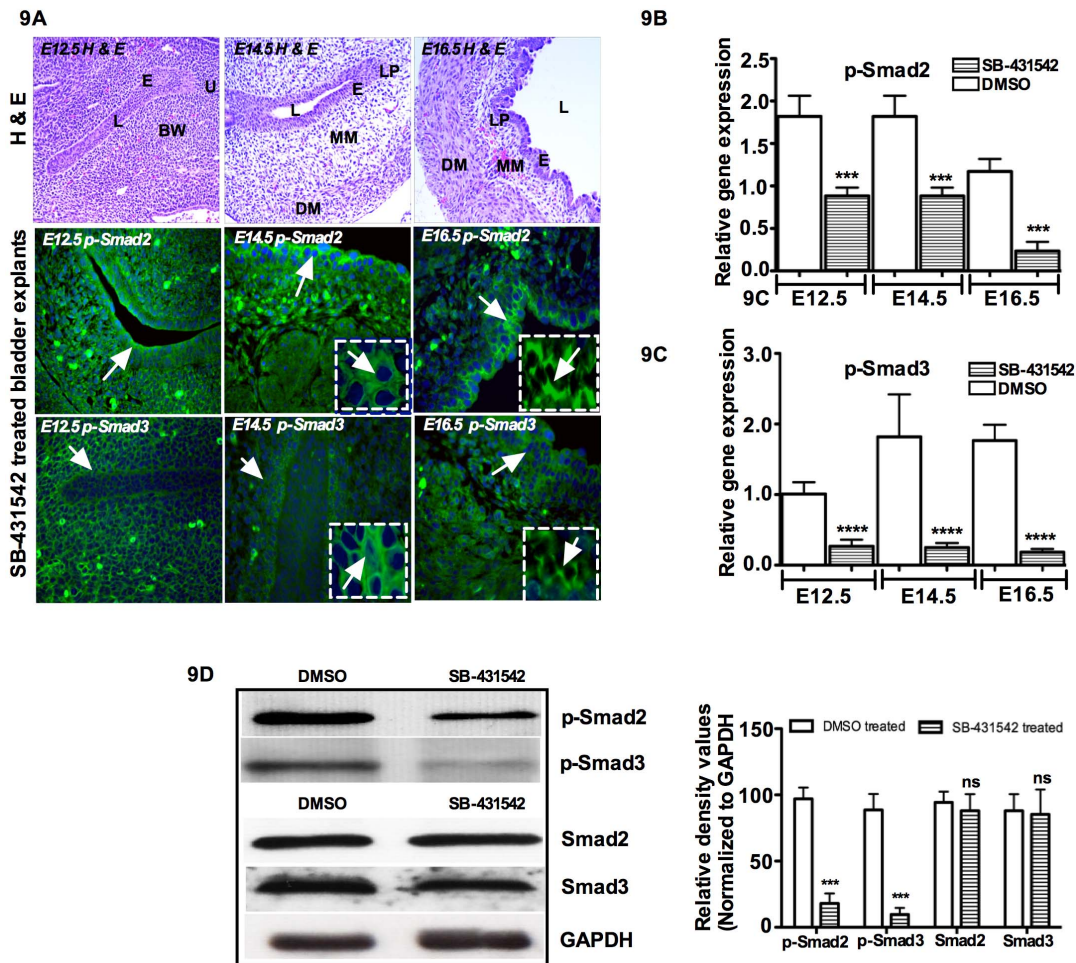 9A
H & E
E12.5 H & E
E
U
L
BW
E14.5 H & E
LP
E
L
MM
DM
E16.5 H & E
L
LP
DM
MM
E
SB-431542 treated bladder explants
E12.5 p-Smad2
E14.5 p-Smad2
E16.5 p-Smad2
E12.5 p-Smad3
E14.5 p-Smad3
E16.5 p-Smad3
9B
p-Smad2
SB-431542
DMSO
Relative gene expression
2.5
2.0
1.5
1.0
0.5
0.0
***
***
***
9C
E12.5
E14.5
E16.5
9C
p-Smad3
SB-431542
DMSO
Relative gene expression
3.0
2.0
1.0
0.0
****
****
****
E12.5
E14.5
E16.5
9D
DMSO
SB-431542
p-Smad2
p-Smad3
DMSO
SB-431542
Smad2
Smad3
GAPDH
Relative density values
(Normalized to GAPDH)
150
100
50
0
DMSO treated
SB-431542 treated
***
***
ns
ns
p-Smad2
p-Smad3
Smad2
Smad3